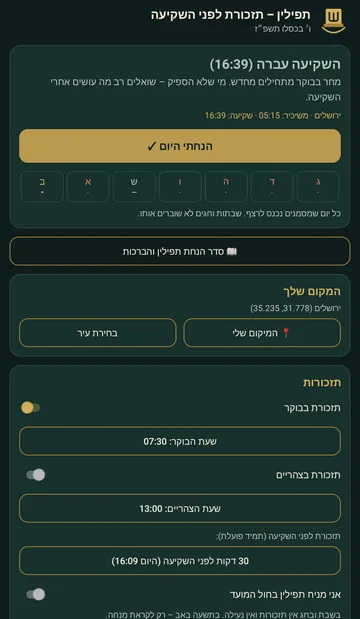 תפילין – תזכורת לפני השקיעה
ו׳ בכסלו תשפ״ז
השקיעה עברה (16:39)
מחר בבוקר מתחילים מחדש. מי שלא הספיק – שואלים רב מה עושים אחרי
השקיעה.
ירושלים · משיכיר: 05:15 · שקיעה: 16:39
הנחתי היום ✓
ג ד ה ו ש א ב
כל יום שמסמנים נכנס לרצף. שבתות וחגים לא שוברים אותו.
📖 סדר הנחת תפילין והברכות
המקום שלך
ירושלים (31.778, 35.235)
📍 המיקום שלי
בחירת עיר
תזכורות
תזכורת בבוקר
שעת הבוקר: 07:30
תזכורת בצהריים
שעת הצהריים: 13:00
תזכורת לפני השקיעה (תמיד פועלת):
30 דקות לפני השקיעה (היום 16:09)
אני מניח תפילין בחול המועד
בשבת ובחג אין תזכורות ואין נעילה. בתשעה באב – רק לקראת מנחה.